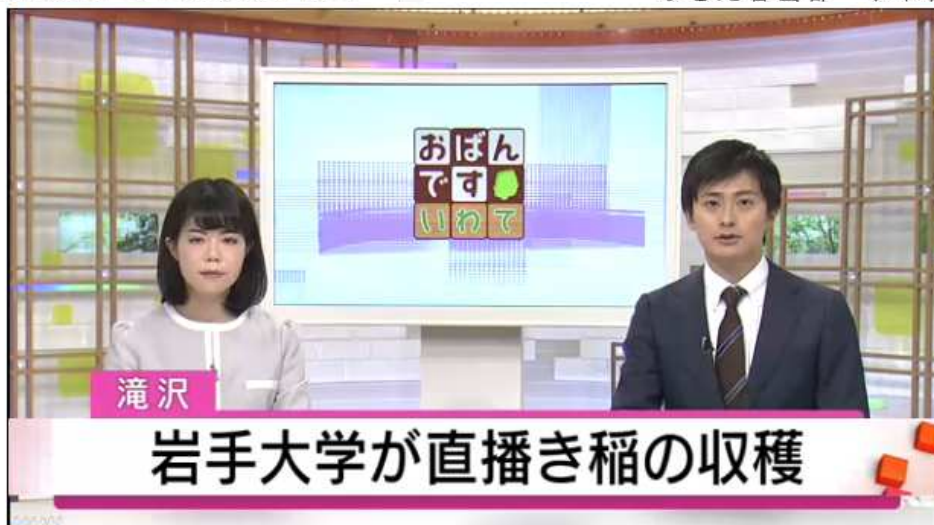 おばん
です
いわて
滝沢
岩手大学が直播き稲の収穫